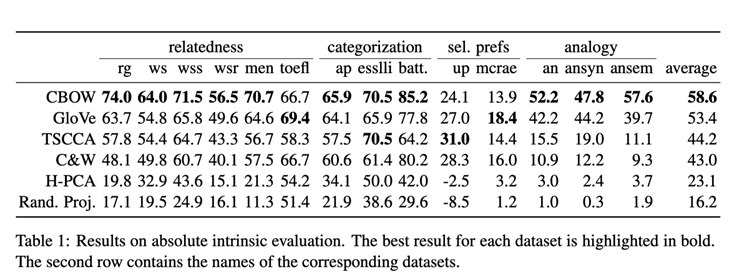 relatedness categorization sel. prefs analogy
rg ws wss wsr men toefl ap esslli batt. up mcrae an ansyn ansem average
CBOW 74.0 64.0 71.5 56.5 70.7 66.7 65.9 70.5 85.2 24.1 13.9 52.2 47.8 57.6 58.6
GloVe 63.7 54.8 65.8 49.6 64.6 69.4 64.1 65.9 77.8 27.0 18.4 42.2 44.2 39.7 53.4
TSCCA 57.8 54.4 64.7 43.3 56.7 58.3 57.5 70.5 64.2 31.0 14.4 15.5 19.0 11.1 44.2
C&W 48.1 49.8 60.7 40.1 57.5 66.7 60.6 61.4 80.2 28.3 16.0 10.9 12.2 9.3 43.0
H-PCA 19.8 32.9 43.6 15.1 21.3 54.2 34.1 50.0 42.0 -2.5 3.2 3.0 2.4 3.7 23.1
Rand. Proj. 17.1 19.5 24.9 16.1 11.3 51.4 21.9 38.6 29.6 -8.5 1.2 1.0 0.3 1.9 16.2
Table 1: Results on absolute intrinsic evaluation. The best result for each dataset is highlighted in bold.
The second row contains the names of the corresponding datasets.